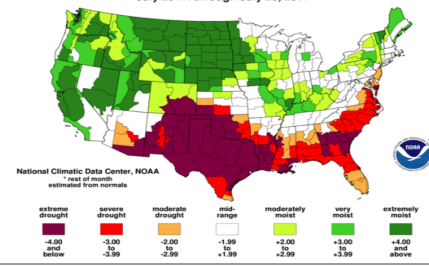 National Climatic Data Center, NOAA
* rest of month
estimated from normals
NOAA
extreme drought
severe drought
moderate drought
mid-range
moderately moist
very moist
extremely moist
-4.00 and below
-3.00 to -3.99
-2.00 to -2.99
-1.99 to +1.99
+2.00 to +2.99
+3.00 to +3.99
+4.00 and above